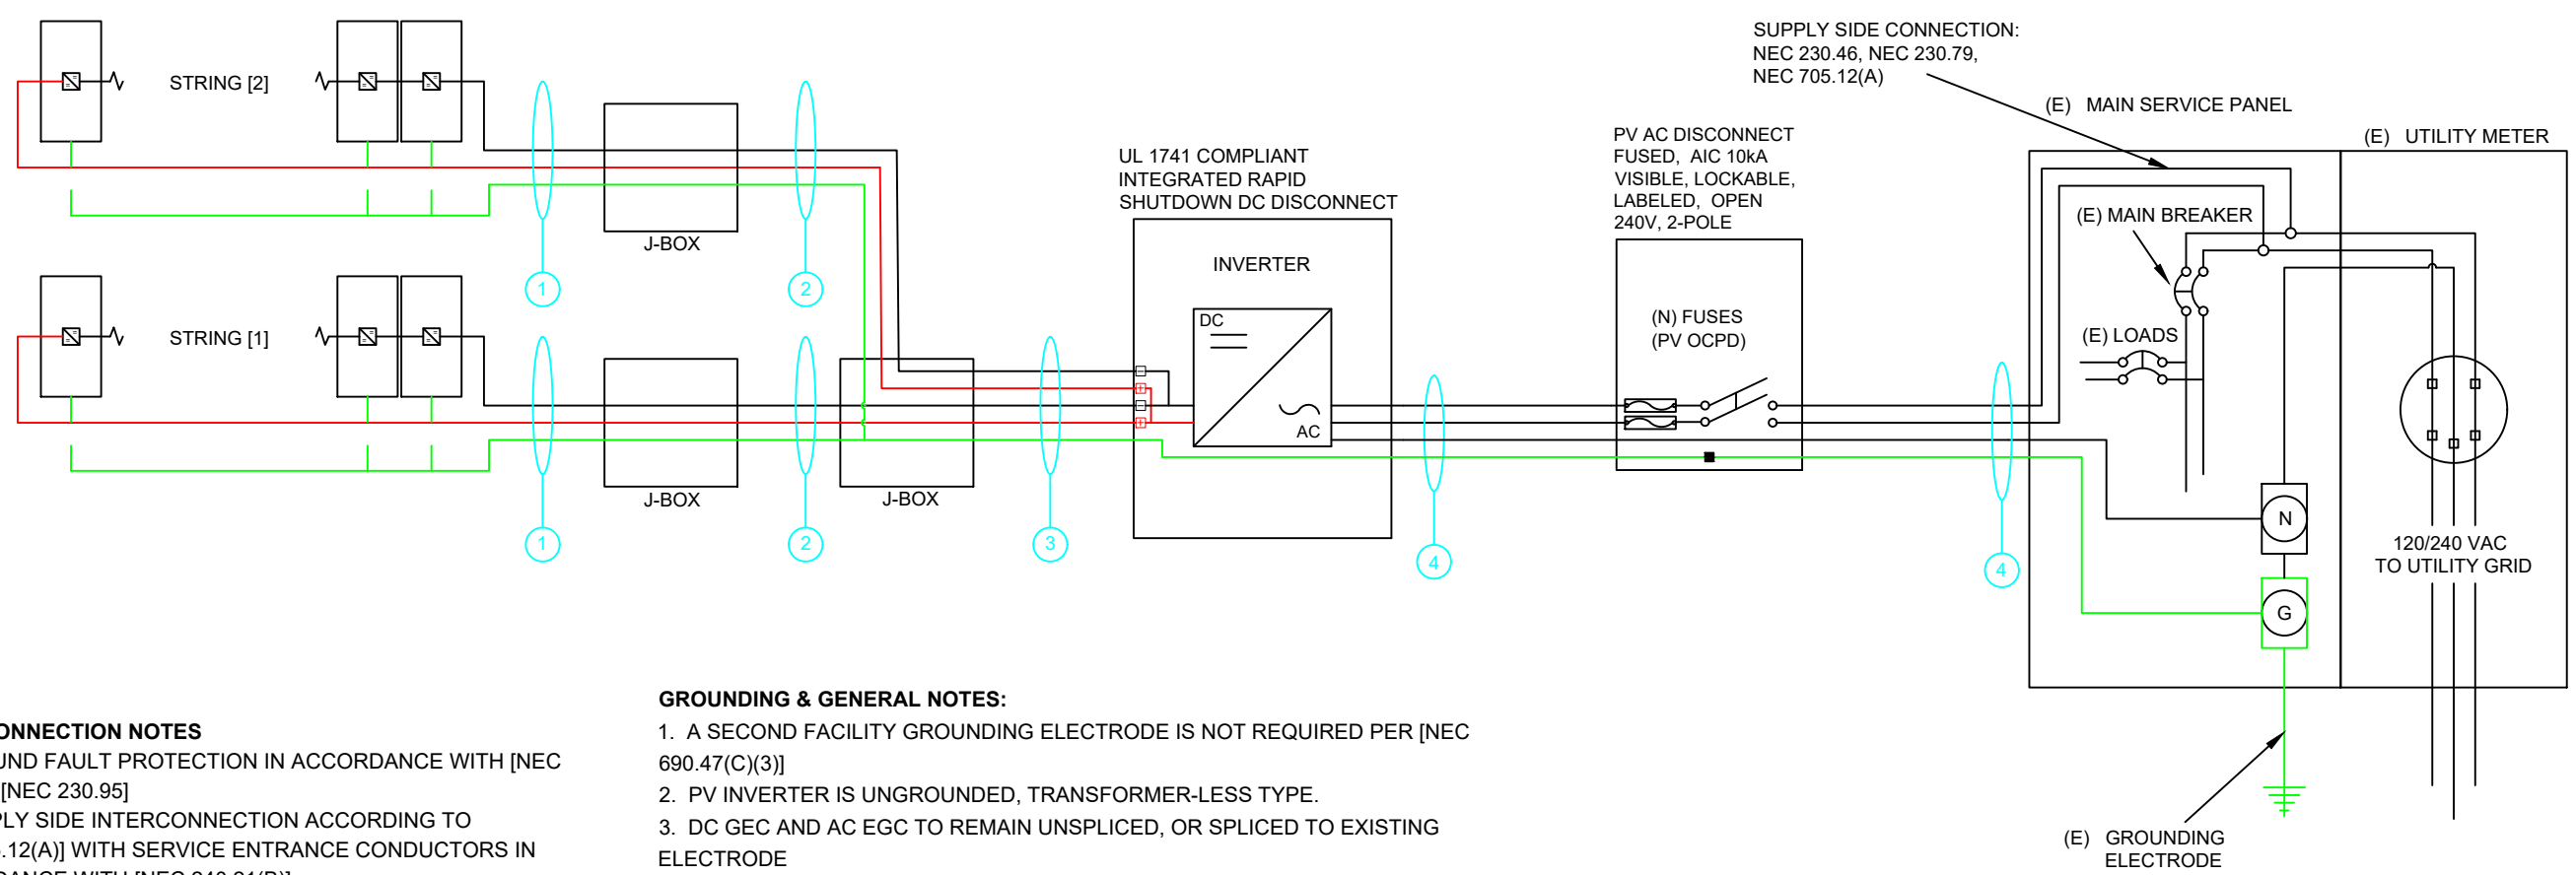 SUPPLY SIDE CONNECTION:
NEC 230.46, NEC 230.79,
NEC 705.12(A)
(E) MAIN SERVICE PANEL
(E) UTILITY METER
STRING [2]
J-BOX
1
2
UL 1741 COMPLIANT
INTEGRATED RAPID
SHUTDOWN DC DISCONNECT
INVERTER
DC
AC
PV AC DISCONNECT
FUSED, AIC 10kA
VISIBLE, LOCKABLE,
LABELED, OPEN
240V, 2-POLE
(N) FUSES
(PV OCPD)
(E) MAIN BREAKER
(E) LOADS
STRING [1]
J-BOX
J-BOX
1
2
3
4
4
N
G
120/240 VAC
TO UTILITY GRID
(E) GROUNDING
ELECTRODE
ONNECTION NOTES
UND FAULT PROTECTION IN ACCORDANCE WITH [NEC
[NEC 230.95]
PLY SIDE INTERCONNECTION ACCORDING TO
.12(A)] WITH SERVICE ENTRANCE CONDUCTORS IN
GROUNDING & GENERAL NOTES:
1. A SECOND FACILITY GROUNDING ELECTRODE IS NOT REQUIRED PER [NEC
690.47(C)(3)]
2. PV INVERTER IS UNGROUNDED, TRANSFORMER-LESS TYPE.
3. DC GEC AND AC EGC TO REMAIN UNSPLICED, OR SPLICED TO EXISTING
ELECTRODE